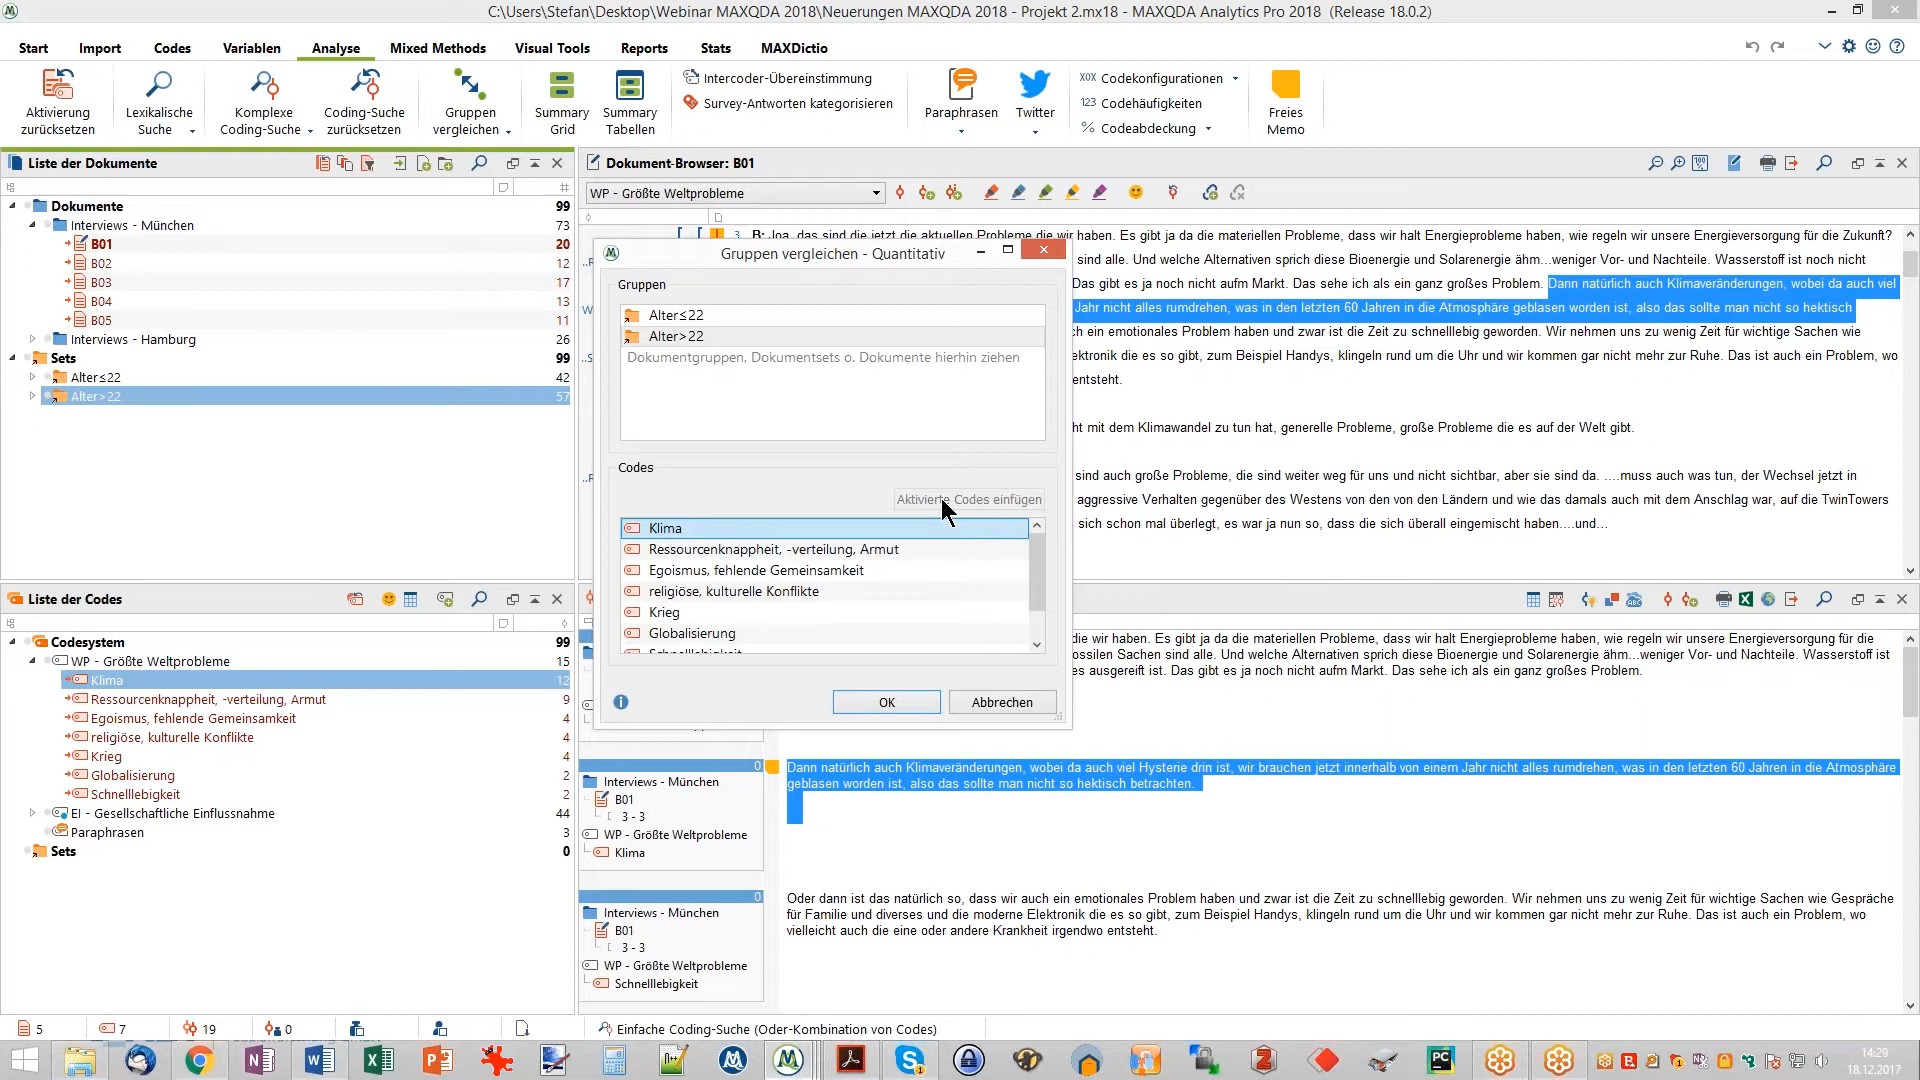 C:\Users\Stefan\Desktop\Webinar MAXQDA 2018\Neuerungen MAXQDA 2018 - Projekt 2.mx18 - MAXQDA Analytics Pro 2018 (Release 18.0.2)
Start Import Codes Variablen Analyse Mixed Methods Visual Tools Reports Stats MAXDictio
Aktivierung zurücksetzen
Lexikalische Suche
Komplexe Coding-Suche
Coding-Suche zurücksetzen
Gruppen vergleichen
Summary Grid
Summary Tabellen
Intercoder-Übereinstimmung
Survey-Antworten kategorisieren
Paraphrasen
Twitter
Codekonfigurationen
123 Codehäufigkeiten
% Codeabdeckung
Freies Memo
Liste der Dokumente
Dokumente 99
Interviews - München 73
B01 20
B02 12
B03 17
B04 13
B05 11
Interviews - Hamburg 26
Sets 99
Alter≤22 42
Alter>22 57
Dokument-Browser: B01
WP - Größte Weltprobleme
3 B: Joa, das sind die jetzt die aktuellen Probleme die wir haben. Es gibt ja da die materiellen Probleme, dass wir halt Energieprobleme haben, wie regeln wir unsere Energieversorgung für die Zukunft?
sind alle. Und welche Alternativen sprich diese Bioenergie und Solarenergie ähm...weniger Vor- und Nachteile. Wasserstoff ist noch nicht
Das gibt es ja noch nicht aufm Markt. Das sehe ich als ein ganz großes Problem. Dann natürlich auch Klimaveränderungen, wobei da auch viel
Jahr nicht alles rumdrehen, was in den letzten 60 Jahren in die Atmosphäre geblasen worden ist, also das sollte man nicht so hektisch
ch ein emotionales Problem haben und zwar ist die Zeit zu schnelllebig geworden. Wir nehmen uns zu wenig Zeit für wichtige Sachen wie
ektronik die es so gibt, zum Beispiel Handys, klingeln rund um die Uhr und wir kommen gar nicht mehr zur Ruhe. Das ist auch ein Problem, wo
entsteht.
ht mit dem Klimawandel zu tun hat, generelle Probleme, große Probleme die es auf der Welt gibt.
sind auch große Probleme, die sind weiter weg für uns und nicht sichtbar, aber sie sind da. ....muss auch was tun, der Wechsel jetzt in
aggressive Verhalten gegenüber des Westens von den von den Ländern und wie das damals auch mit dem Anschlag war, auf die TwinTowers
sich schon mal überlegt, es war ja nun so, dass die sich überall eingemischt haben....und...
Gruppen vergleichen - Quantitativ
Gruppen
Alter≤22
Alter>22
Dokumentgruppen, Dokumentsets o. Dokumente hierhin ziehen
Codes
Aktivierte Codes einfügen
Klima
Ressourcenknappheit, -verteilung, Armut
Egoismus, fehlende Gemeinsamkeit
religiöse, kulturelle Konflikte
Krieg
Globalisierung
Schnelllebigkeit
OK Abbrechen
Liste der Codes
Codesystem 99
WP - Größte Weltprobleme 15
Klima 12
Ressourcenknappheit, -verteilung, Armut 9
Egoismus, fehlende Gemeinsamkeit 4
religiöse, kulturelle Konflikte 4
Krieg 4
Globalisierung 2
Schnelllebigkeit 2
EI - Gesellschaftliche Einflussnahme 44
Paraphrasen 3
Sets 0
die wir haben. Es gibt ja da die materiellen Probleme, dass wir halt Energieprobleme haben, wie regeln wir unsere Energieversorgung für die
ossilen Sachen sind alle. Und welche Alternativen sprich diese Bioenergie und Solarenergie ähm...weniger Vor- und Nachteile. Wasserstoff ist
es ausgereift ist. Das gibt es ja noch nicht aufm Markt. Das sehe ich als ein ganz großes Problem.
0
Interviews - München
B01
3 - 3
WP - Größte Weltprobleme
Klima
Dann natürlich auch Klimaveränderungen, wobei da auch viel Hysterie drin ist, wir brauchen jetzt innerhalb von einem Jahr nicht alles rumdrehen, was in den letzten 60 Jahren in die Atmosphäre
geblasen worden ist, also das sollte man nicht so hektisch betrachten.
0
Interviews - München
B01
3 - 3
WP - Größte Weltprobleme
Schnelllebigkeit
Oder dann ist das natürlich so, dass wir auch ein emotionales Problem haben und zwar ist die Zeit zu schnelllebig geworden. Wir nehmen uns zu wenig Zeit für wichtige Sachen wie Gespräche
für Familie und diverses und die moderne Elektronik die es so gibt, zum Beispiel Handys, klingeln rund um die Uhr und wir kommen gar nicht mehr zur Ruhe. Das ist auch ein Problem, wo
vielleicht auch die eine oder andere Krankheit irgendwo entsteht.
5 7 19 0
Einfache Coding-Suche (Oder-Kombination von Codes)
14:29
18.12.2017